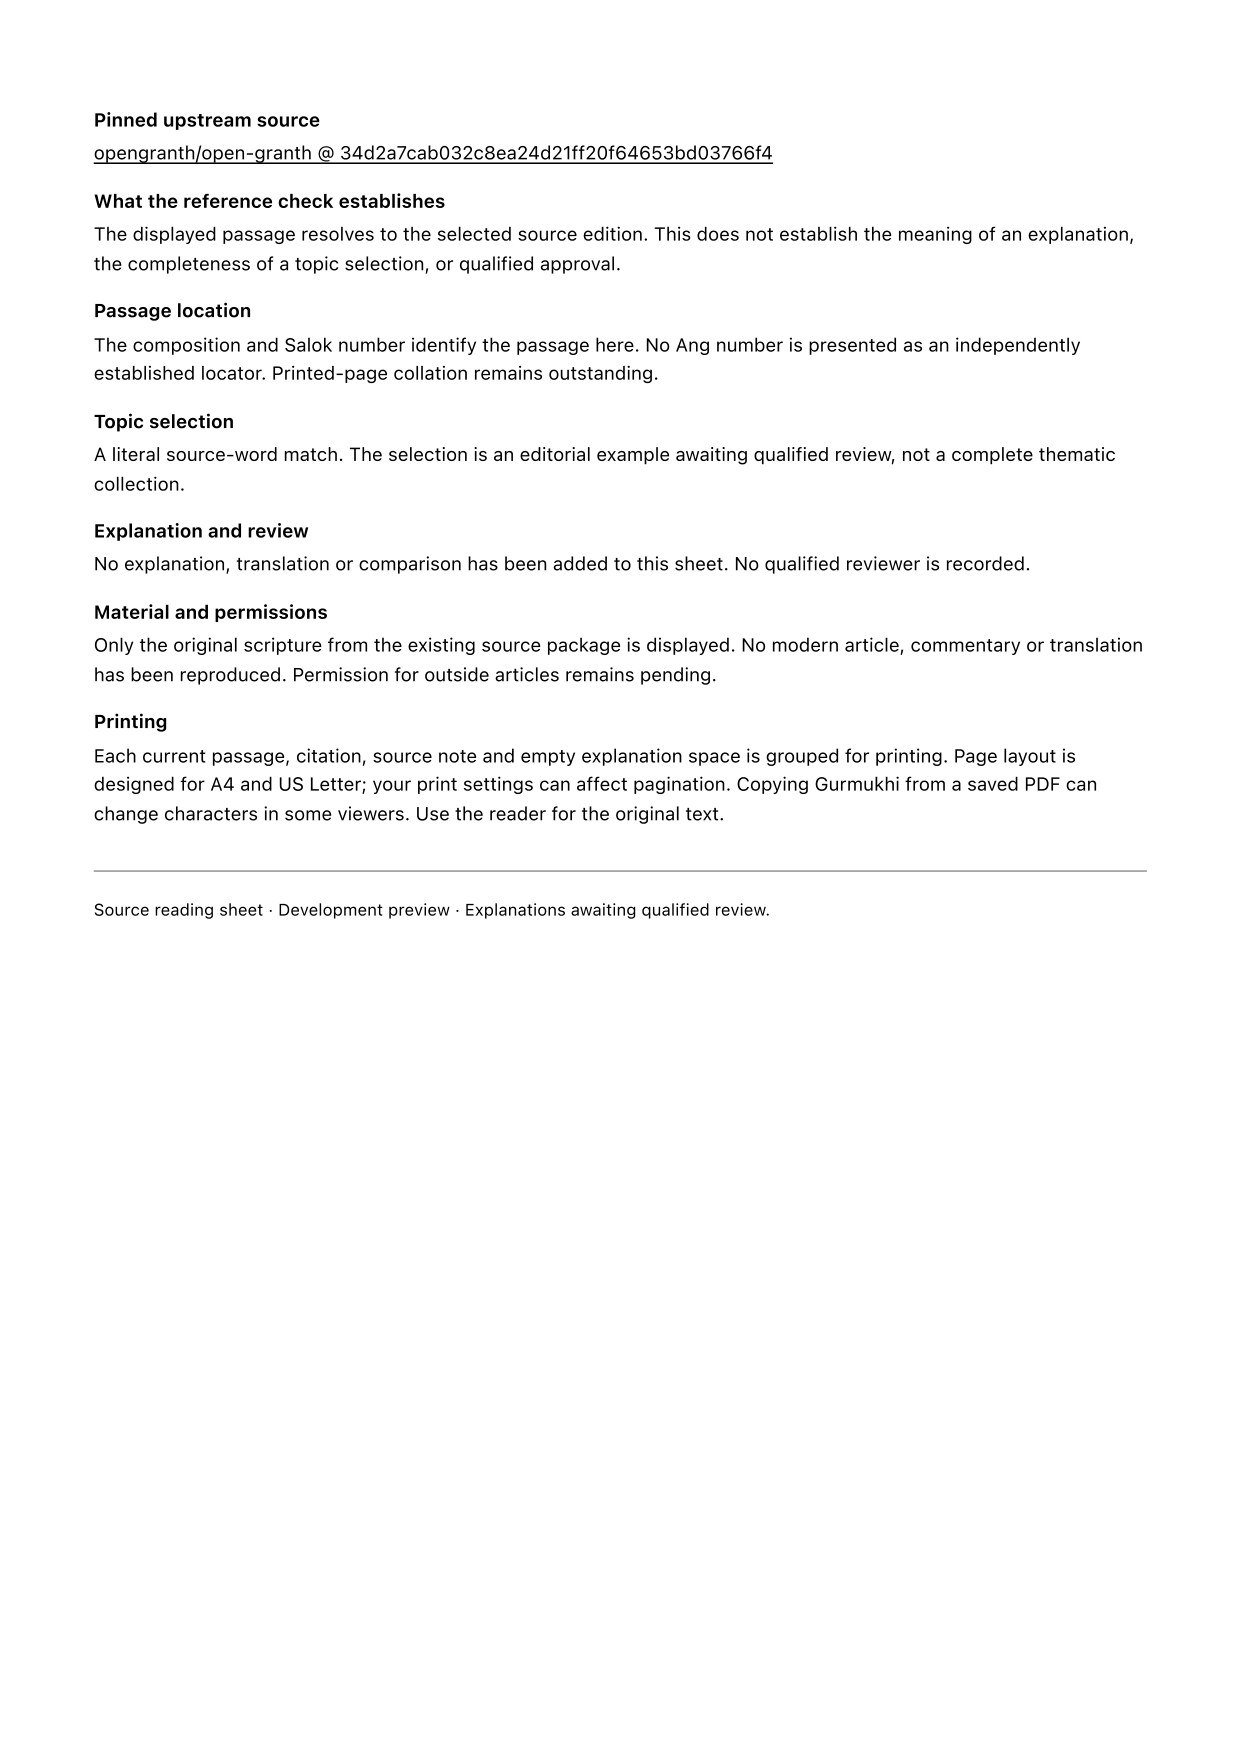 Pinned upstream source
opengranth/open-granth @ 34d2a7cab032c8ea24d21ff20f64653bd03766f4
What the reference check establishes
The displayed passage resolves to the selected source edition. This does not establish the meaning of an explanation,
the completeness of a topic selection, or qualified approval.
Passage location
The composition and Salok number identify the passage here. No Ang number is presented as an independently
established locator. Printed-page collation remains outstanding.
Topic selection
A literal source-word match. The selection is an editorial example awaiting qualified review, not a complete thematic
collection.
Explanation and review
No explanation, translation or comparison has been added to this sheet. No qualified reviewer is recorded.
Material and permissions
Only the original scripture from the existing source package is displayed. No modern article, commentary or translation
has been reproduced. Permission for outside articles remains pending.
Printing
Each current passage, citation, source note and empty explanation space is grouped for printing. Page layout is
designed for A4 and US Letter; your print settings can affect pagination. Copying Gurmukhi from a saved PDF can
change characters in some viewers. Use the reader for the original text.
Source reading sheet · Development preview · Explanations awaiting qualified review.